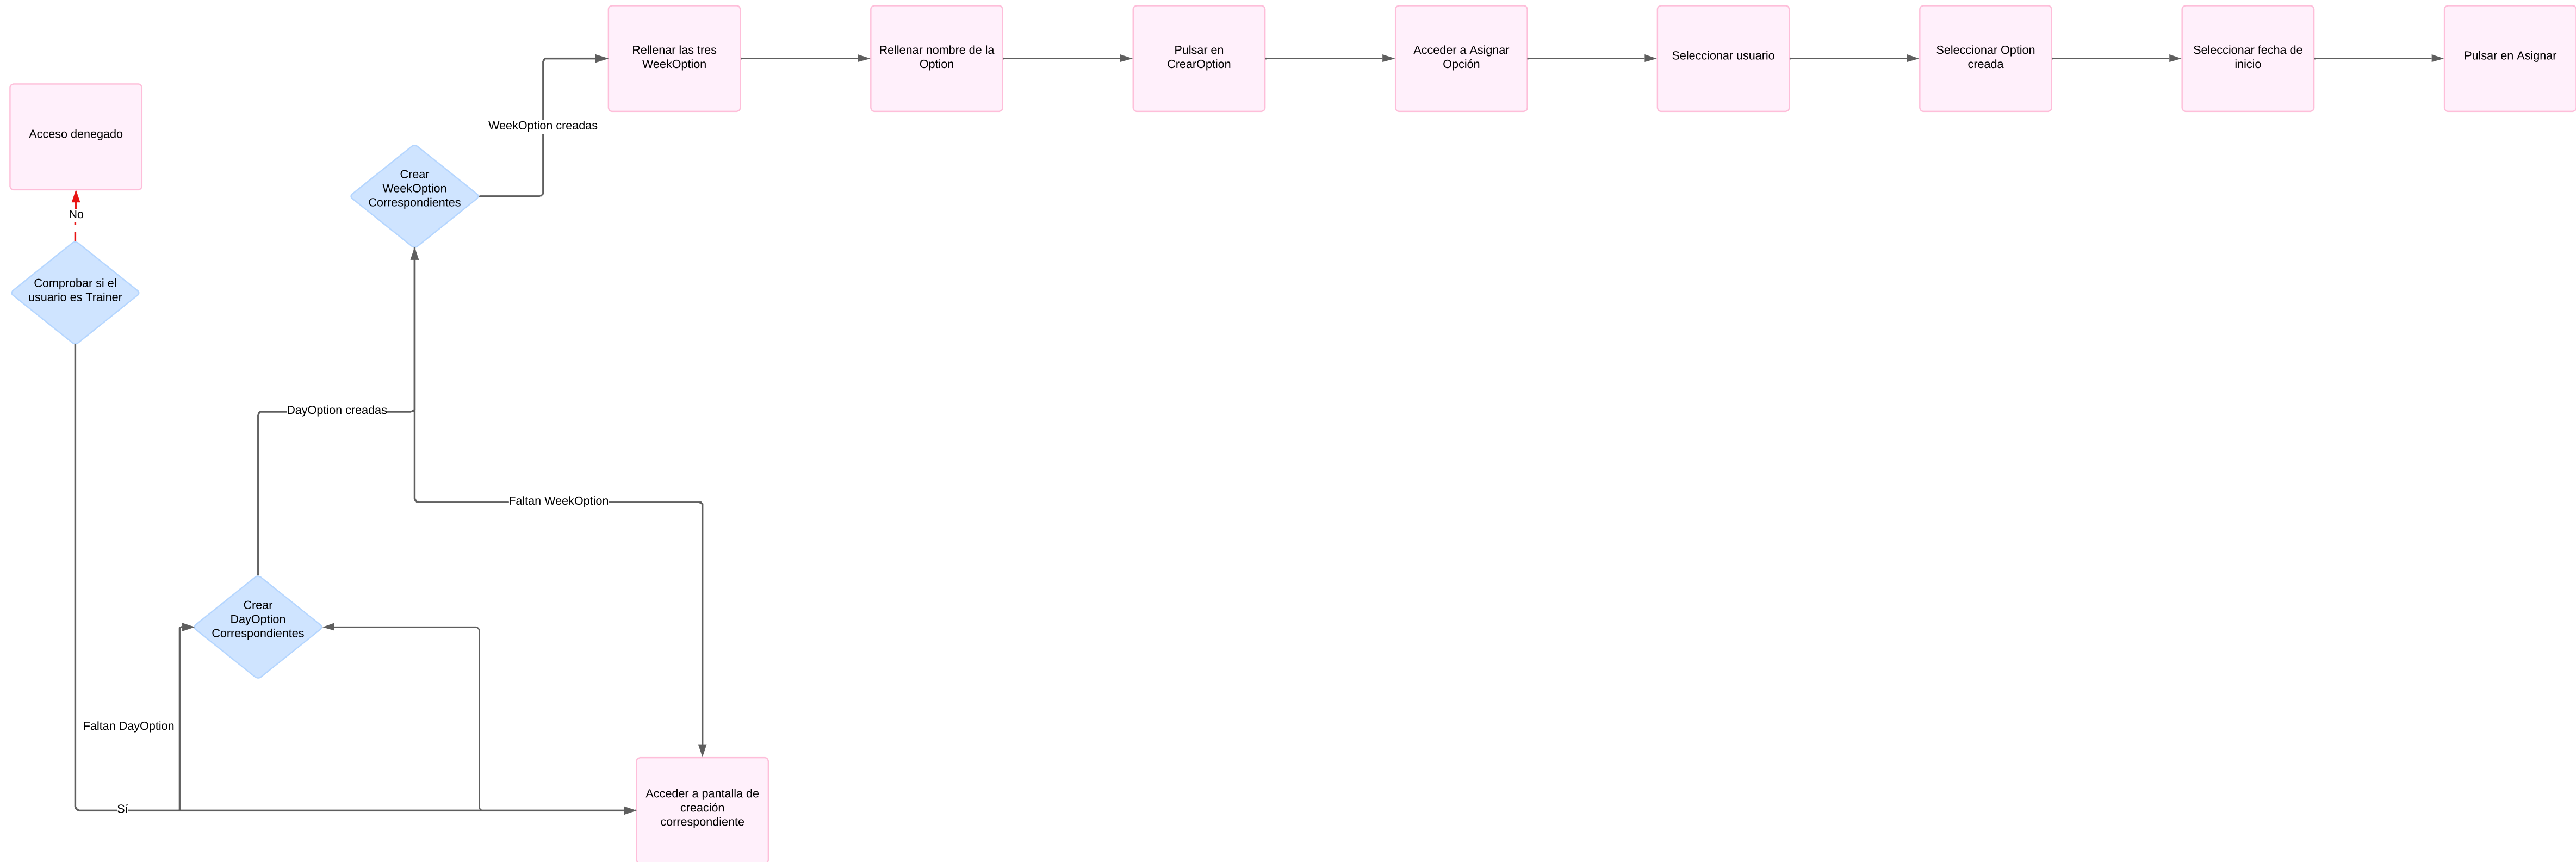 Rellenar las tres
WeekOption
Rellenar nombre de la
Option
Pulsar en
CrearOption
Acceder a Asignar
Opción
Seleccionar usuario
Seleccionar Option
creada
Seleccionar fecha de
inicio
Pulsar en Asignar
Acceso denegado
WeekOption creadas
Crear
WeekOption
Correspondientes
No
Comprobar si el
usuario es Trainer
DayOption creadas
Faltan WeekOption
Crear
DayOption
Correspondientes
Faltan DayOption
Sí
Acceder a pantalla de
creación
correspondiente